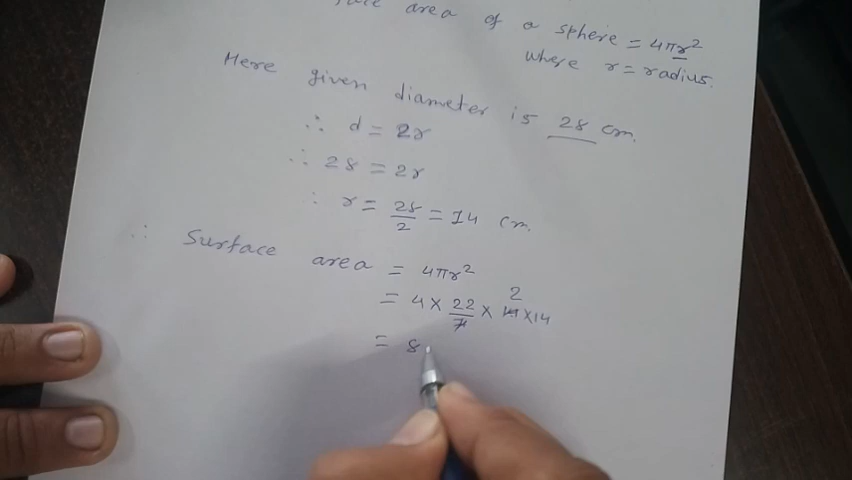 area of a sphere = 4πr²
where r = radius.
Here given diameter is 28 cm.
∴ d = 2r
∴ 28 = 2r
∴ r = 28/2 = 14 cm.
∴ Surface area = 4πr²
= 4 × 22/7 × 14 × 14 2
= 8